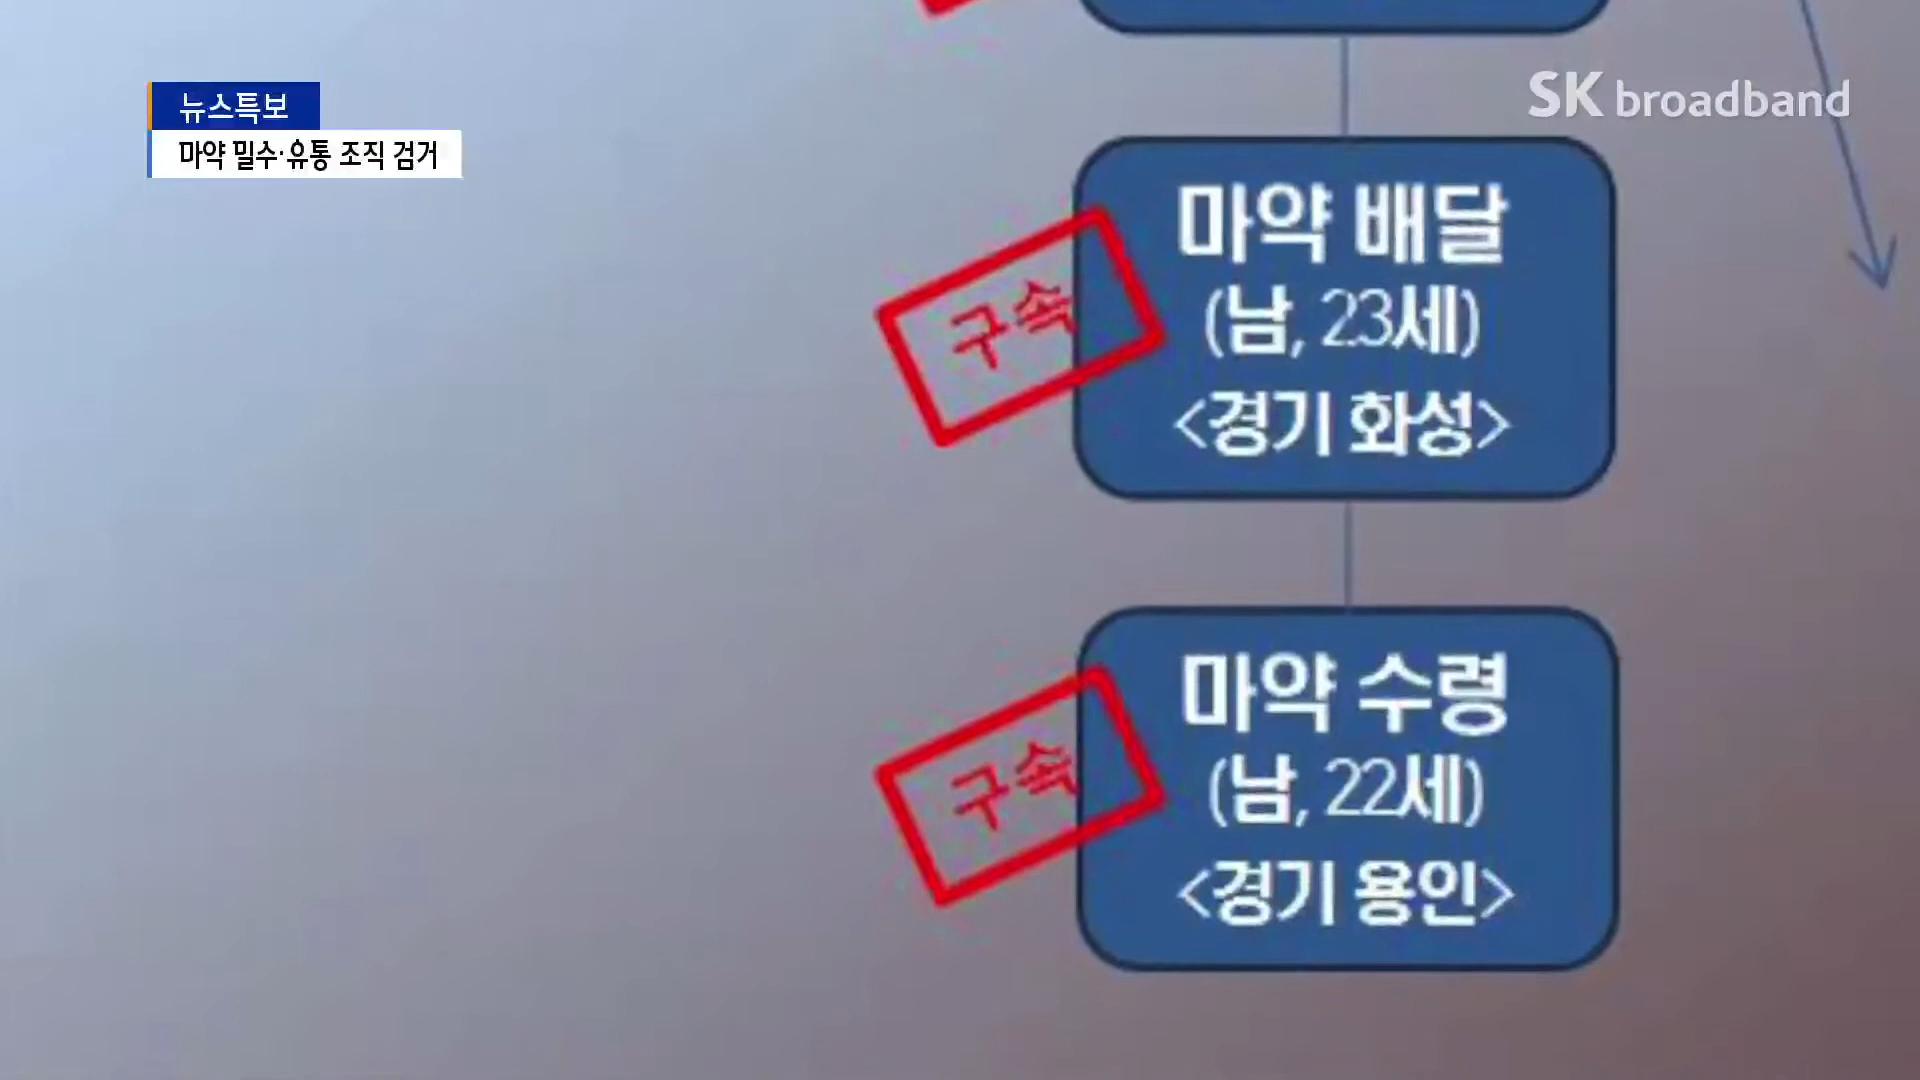 뉴스특보
마약 밀수·유통 조직 검거
SK broadband
마약 배달
(남, 23세)
<경기 화성>
구속
마약 수령
(남, 22세)
<경기 용인>
구속